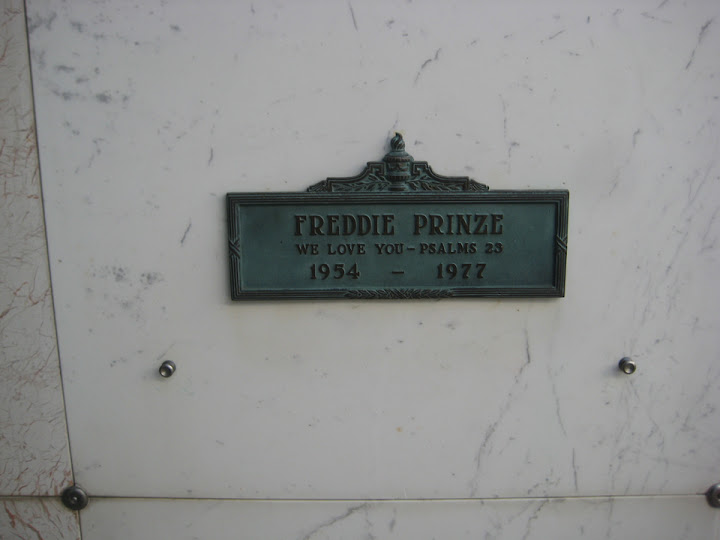 FREDDIE PRINZE
WE LOVE YOU – PSALMS 23
1954 – 1977